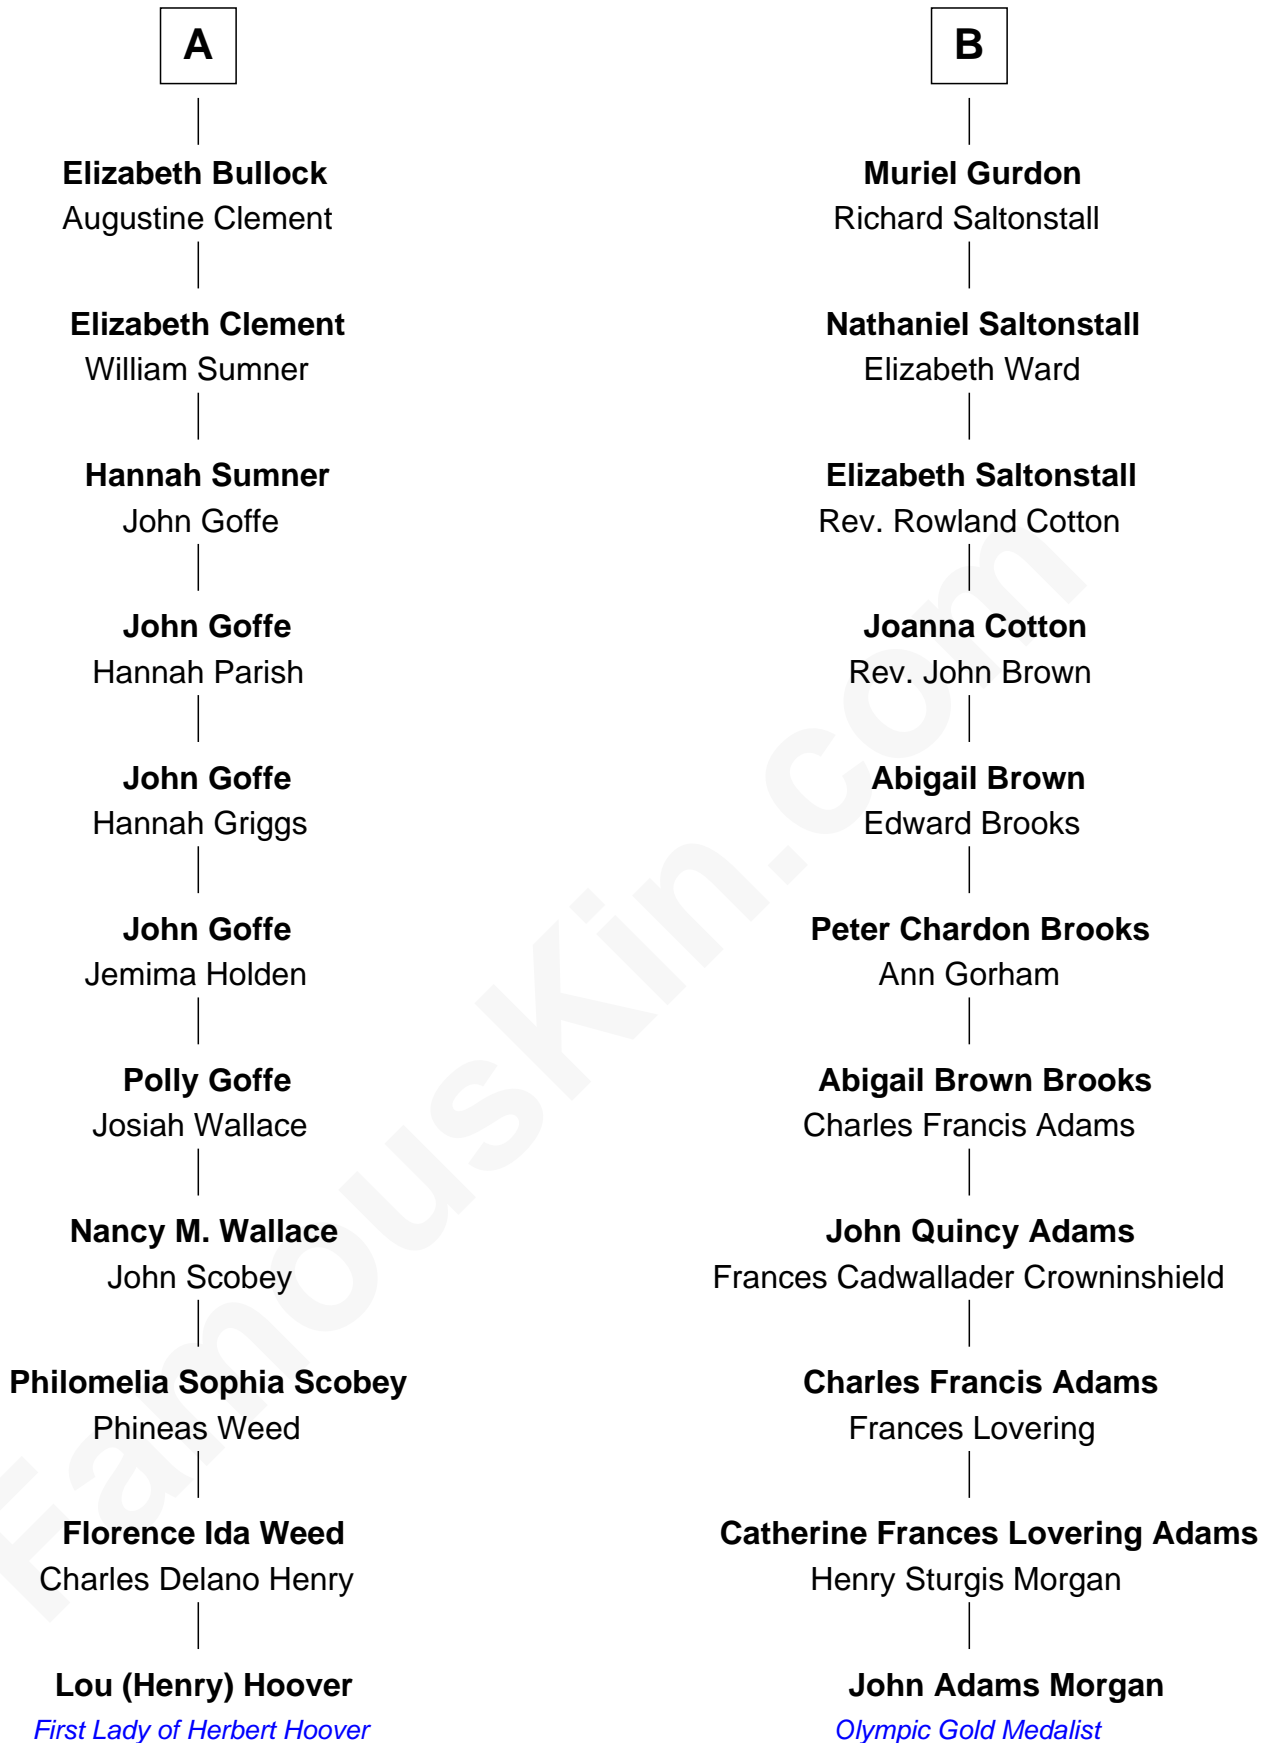 A
Elizabeth Bullock
Augustine Clement
Elizabeth Clement
William Sumner
Hannah Sumner
John Goffe
John Goffe
Hannah Parish
John Goffe
Hannah Griggs
John Goffe
Jemima Holden
Polly Goffe
Josiah Wallace
Nancy M. Wallace
John Scobey
Philomelia Sophia Scobey
Phineas Weed
Florence Ida Weed
Charles Delano Henry
Lou (Henry) Hoover
First Lady of Herbert Hoover
B
Muriel Gurdon
Richard Saltonstall
Nathaniel Saltonstall
Elizabeth Ward
Elizabeth Saltonstall
Rev. Rowland Cotton
Joanna Cotton
Rev. John Brown
Abigail Brown
Edward Brooks
Peter Chardon Brooks
Ann Gorham
Abigail Brown Brooks
Charles Francis Adams
John Quincy Adams
Frances Cadwallader Crowninshield
Charles Francis Adams
Frances Lovering
Catherine Frances Lovering Adams
Henry Sturgis Morgan
John Adams Morgan
Olympic Gold Medalist
FamousKin.com